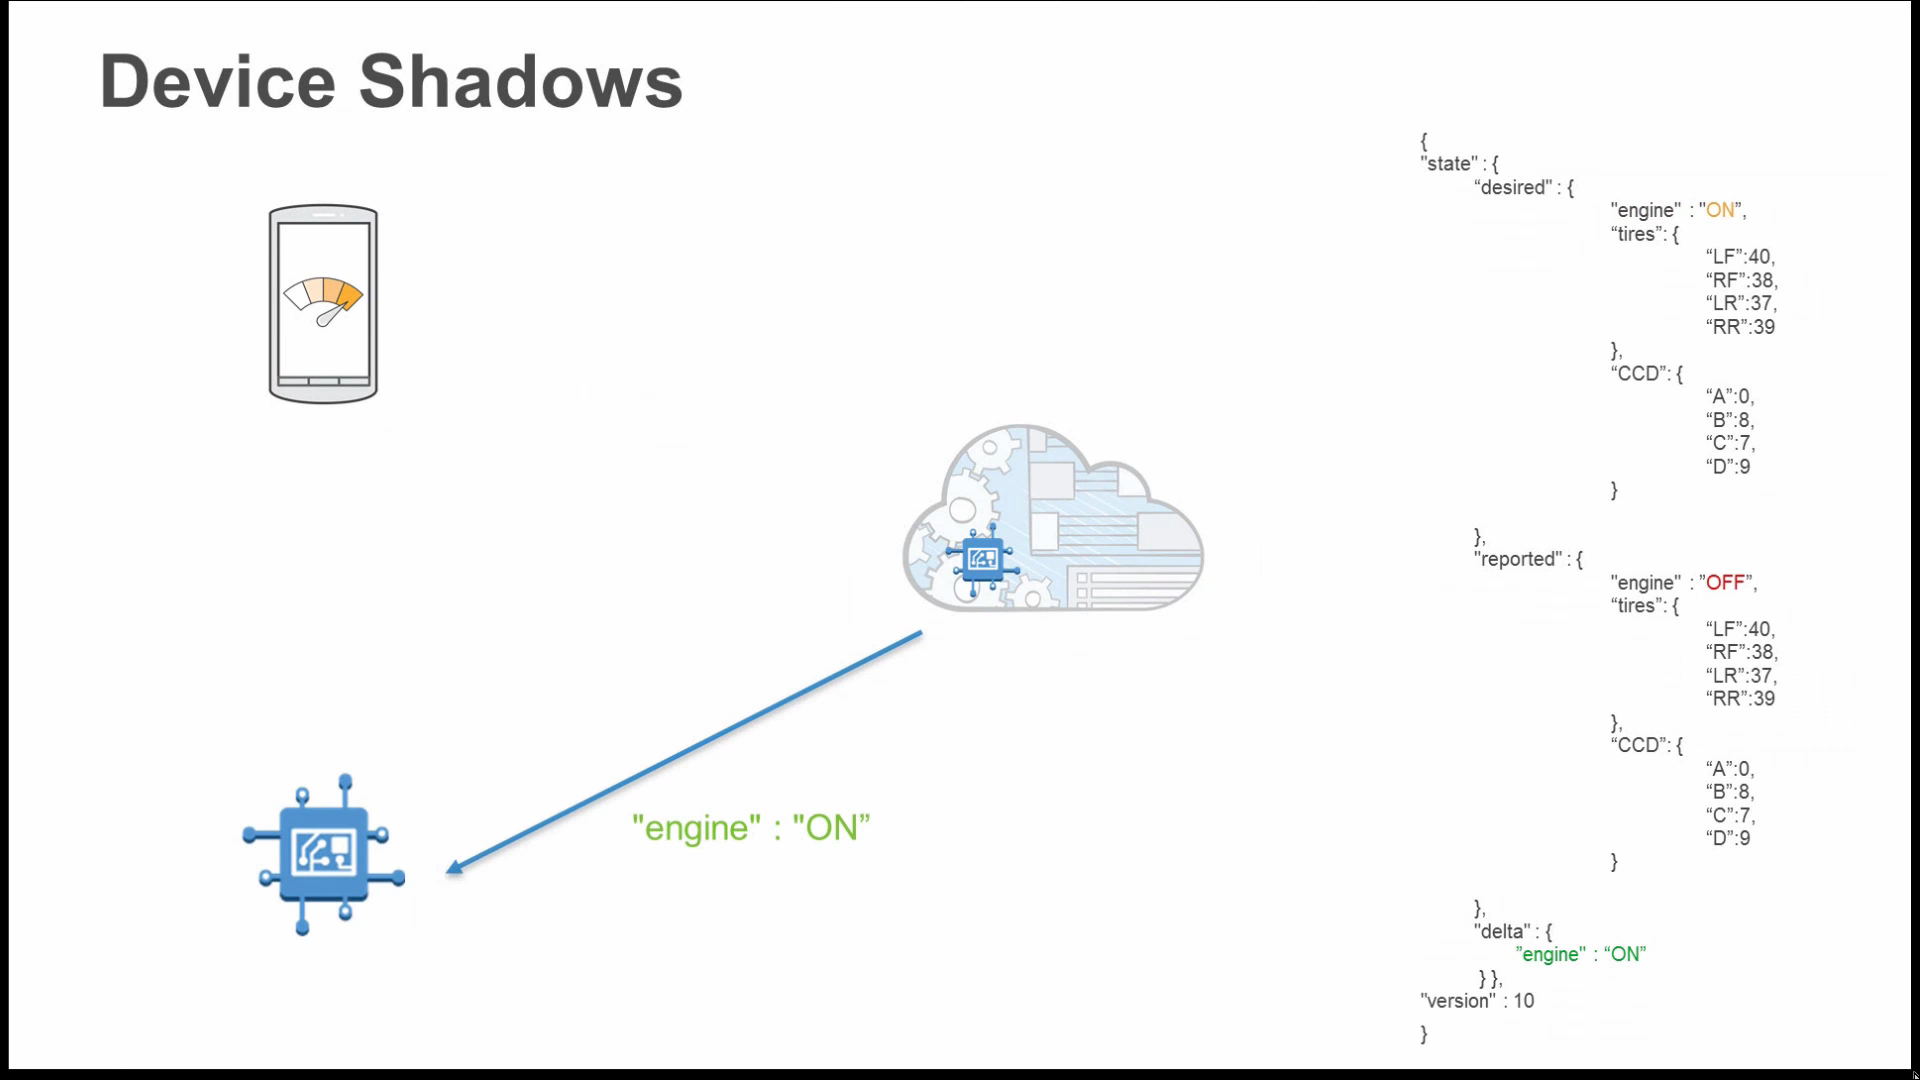 Device Shadows
{
"state" : {
“desired" : {
"engine" : "ON”,
“tires”: {
“LF”:40,
“RF”:38,
“LR”:37,
“RR”:39
},
“CCD”: {
“A”:0,
“B”:8,
“C”:7,
“D”:9
}
},
"reported" : {
"engine" : ”OFF”,
“tires”: {
“LF”:40,
“RF”:38,
“LR”:37,
“RR”:39
},
“CCD”: {
“A”:0,
“B”:8,
“C”:7,
“D”:9
}
},
"delta" : {
”engine" : “ON”
} },
"version" : 10
}
"engine" : "ON”